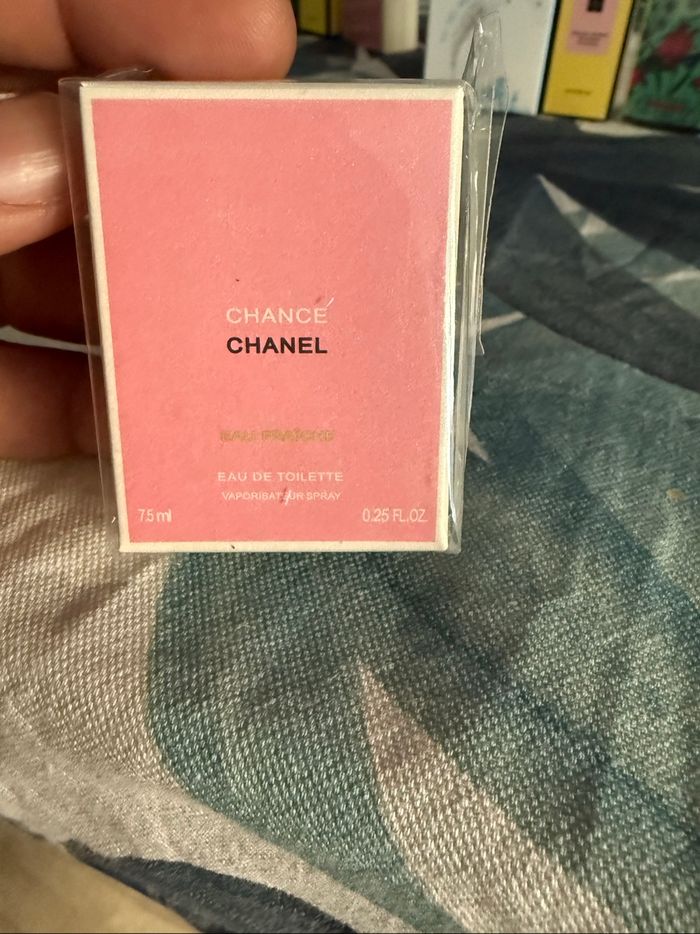 CHANCE
CHANEL
EAU FRAÎCHE
EAU DE TOILETTE
VAPORISATEUR SPRAY
7.5 ml 0.25 FL.OZ.